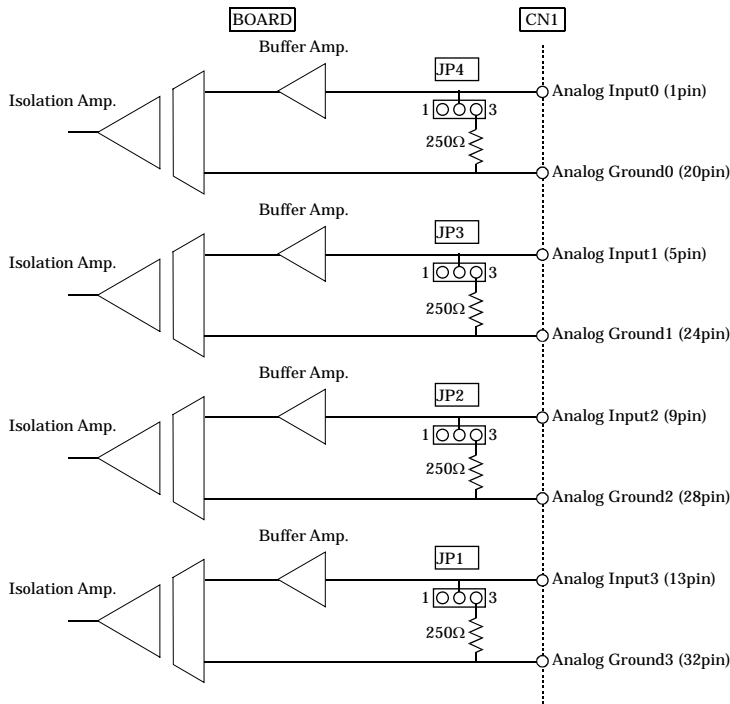 BOARD CN1
Buffer Amp.
JP4
Isolation Amp.
Analog Input0 (1pin)
1 3
250Ω
Analog Ground0 (20pin)
Buffer Amp.
JP3
Isolation Amp.
Analog Input1 (5pin)
1 3
250Ω
Analog Ground1 (24pin)
Buffer Amp.
JP2
Isolation Amp.
Analog Input2 (9pin)
1 3
250Ω
Analog Ground2 (28pin)
Buffer Amp.
JP1
Isolation Amp.
Analog Input3 (13pin)
1 3
250Ω
Analog Ground3 (32pin)